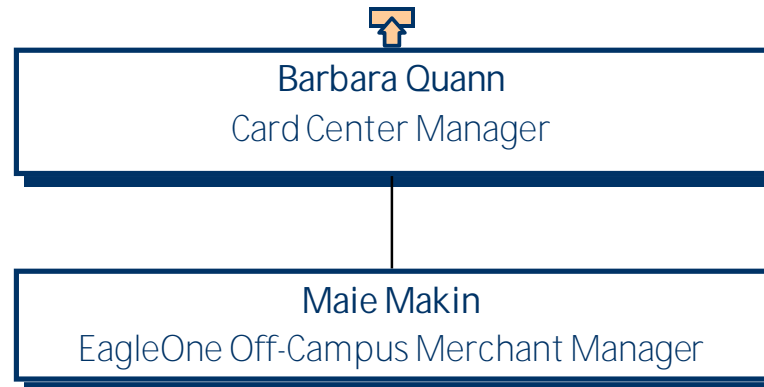 Barbara Quann
Card Center Manager
Maie Makin
EagleOne Off-Campus Merchant Manager